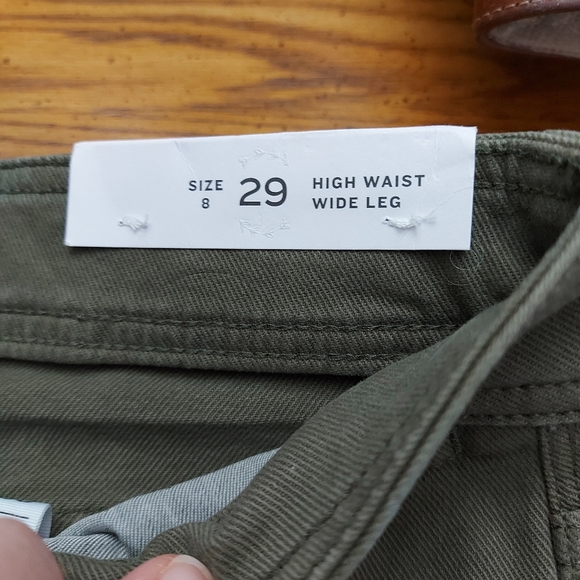 SIZE 8
29
HIGH WAIST
WIDE LEG